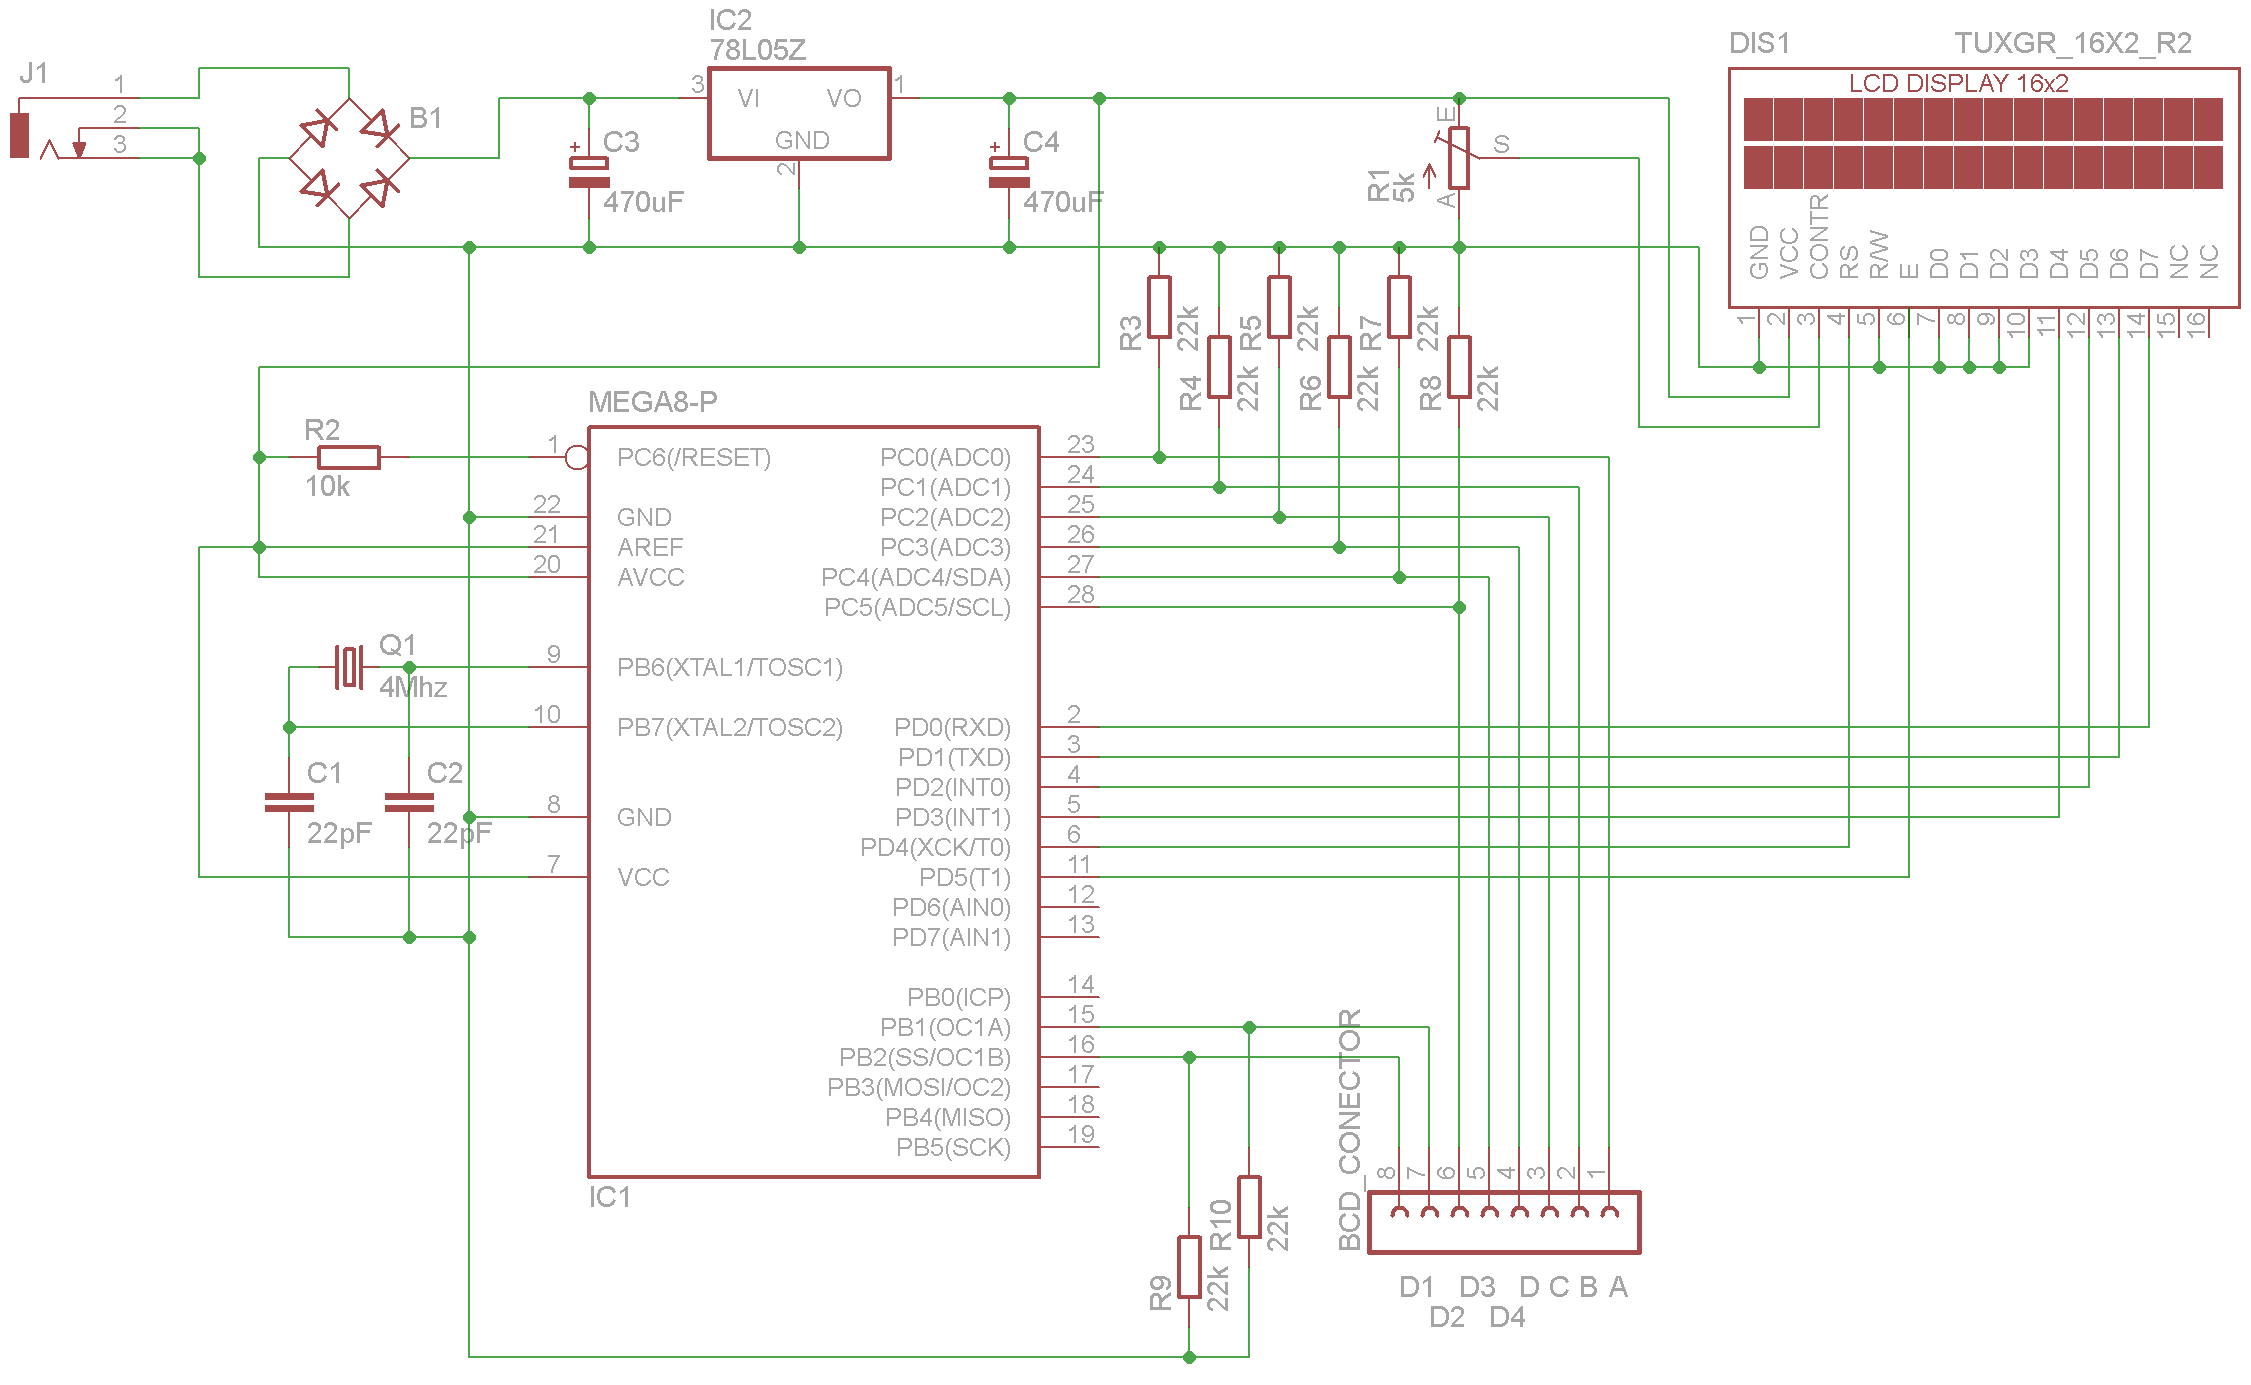 IC2
78L05Z
DIS1 TUXGR_16X2_R2
J1
1
2
3
B1
3 VI VO 1
GND
2
+ C3
470uF
+ C4
470uF
E
S
A
R1
5k
LCD DISPLAY 16x2
GND VCC CONTR RS R/W E D0 D1 D2 D3 D4 D5 D6 D7 NC NC
1 2 3 4 5 6 7 8 9 10 11 12 13 14 15 16
R3 22k
R4 22k
R5 22k
R6 22k
R7 22k
R8 22k
MEGA8-P
R2
10k
1 PC6(/RESET) PC0(ADC0) 23
PC1(ADC1) 24
22 GND PC2(ADC2) 25
21 AREF PC3(ADC3) 26
20 AVCC PC4(ADC4/SDA) 27
PC5(ADC5/SCL) 28
Q1
4Mhz
9 PB6(XTAL1/TOSC1)
10 PB7(XTAL2/TOSC2) PD0(RXD) 2
PD1(TXD) 3
C1
22pF
C2
22pF
PD2(INT0) 4
8 GND PD3(INT1) 5
PD4(XCK/T0) 6
7 VCC PD5(T1) 11
PD6(AIN0) 12
PD7(AIN1) 13
PB0(ICP) 14
PB1(OC1A) 15
PB2(SS/OC1B) 16
PB3(MOSI/OC2) 17
PB4(MISO) 18
PB5(SCK) 19
IC1
BCD_CONECTOR
8 7 6 5 4 3 2 1
R10 22k
R9 22k
D1 D3 D C B A
D2 D4